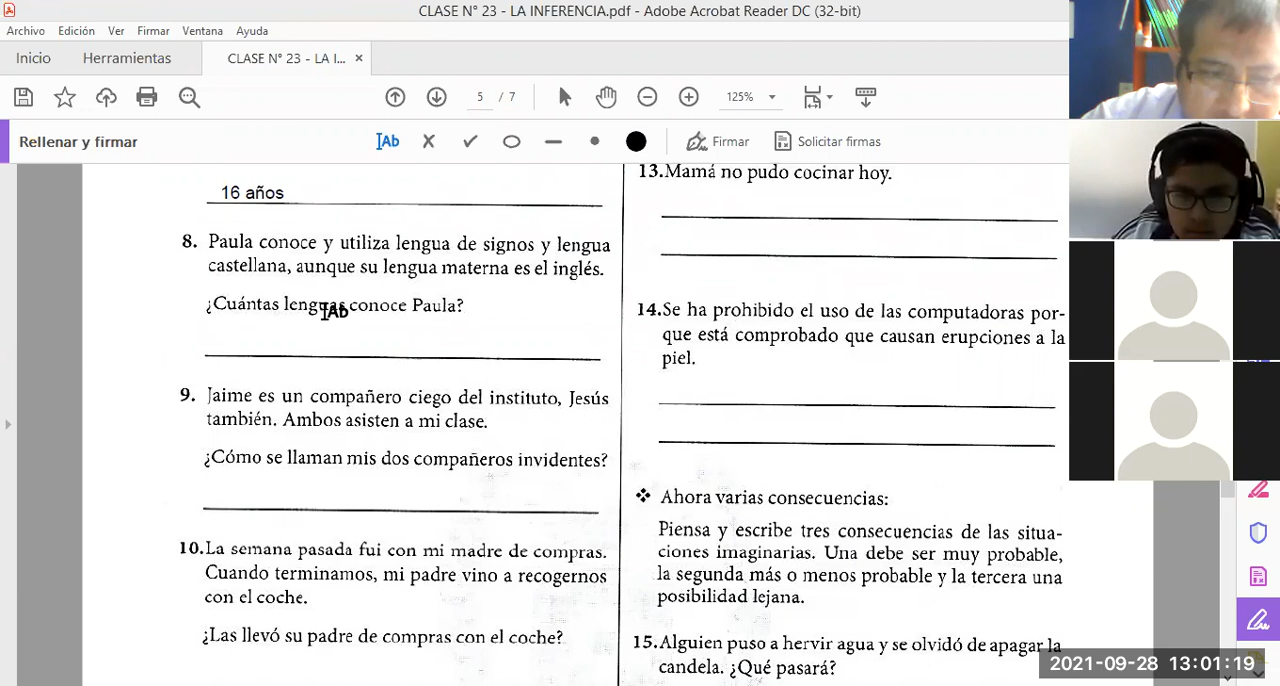 CLASE N° 23 - LA INFERENCIA.pdf - Adobe Acrobat Reader DC (32-bit)
Archivo Edición Ver Firmar Ventana Ayuda
Inicio Herramientas CLASE N° 23 - LA I... ×
5 / 7 125%
Rellenar y firmar IAb Firmar Solicitar firmas
16 años
8. Paula conoce y utiliza lengua de signos y lengua
castellana, aunque su lengua materna es el inglés.
¿Cuántas lenguas conoce Paula?
IAb
9. Jaime es un compañero ciego del instituto, Jesús
también. Ambos asisten a mi clase.
¿Cómo se llaman mis dos compañeros invidentes?
10. La semana pasada fui con mi madre de compras.
Cuando terminamos, mi padre vino a recogernos
con el coche.
¿Las llevó su padre de compras con el coche?
13. Mamá no pudo cocinar hoy.
14. Se ha prohibido el uso de las computadoras por-
que está comprobado que causan erupciones a la
piel.
❖ Ahora varias consecuencias:
Piensa y escribe tres consecuencias de las situa-
ciones imaginarias. Una debe ser muy probable,
la segunda más o menos probable y la tercera una
posibilidad lejana.
15. Alguien puso a hervir agua y se olvidó de apagar la
candela. ¿Qué pasará?
2021-09-28 13:01:19